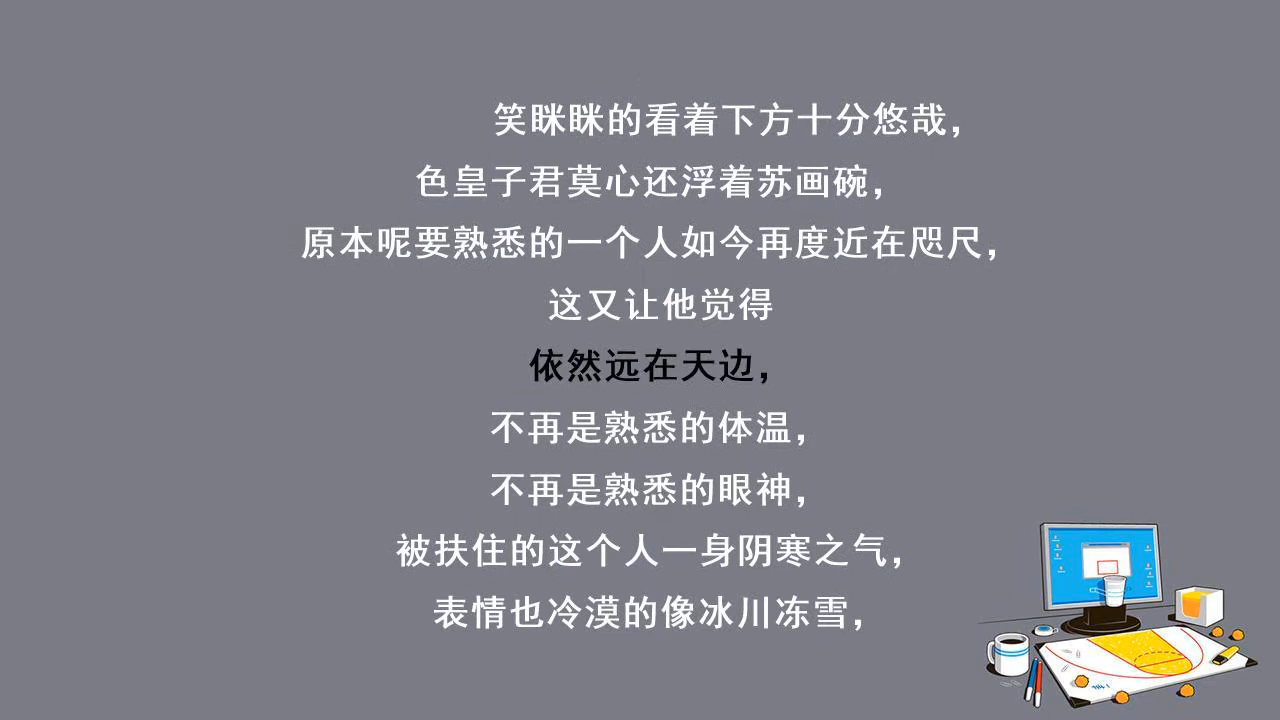 笑眯眯的看着下方十分悠哉，
色皇子君莫心还浮着苏画碗，
原本呢要熟悉的一个人如今再度近在咫尺，
这又让他觉得
依然远在天边，
不再是熟悉的体温，
不再是熟悉的眼神，
被扶住的这个人一身阴寒之气，
表情也冷漠的像冰川冻雪，